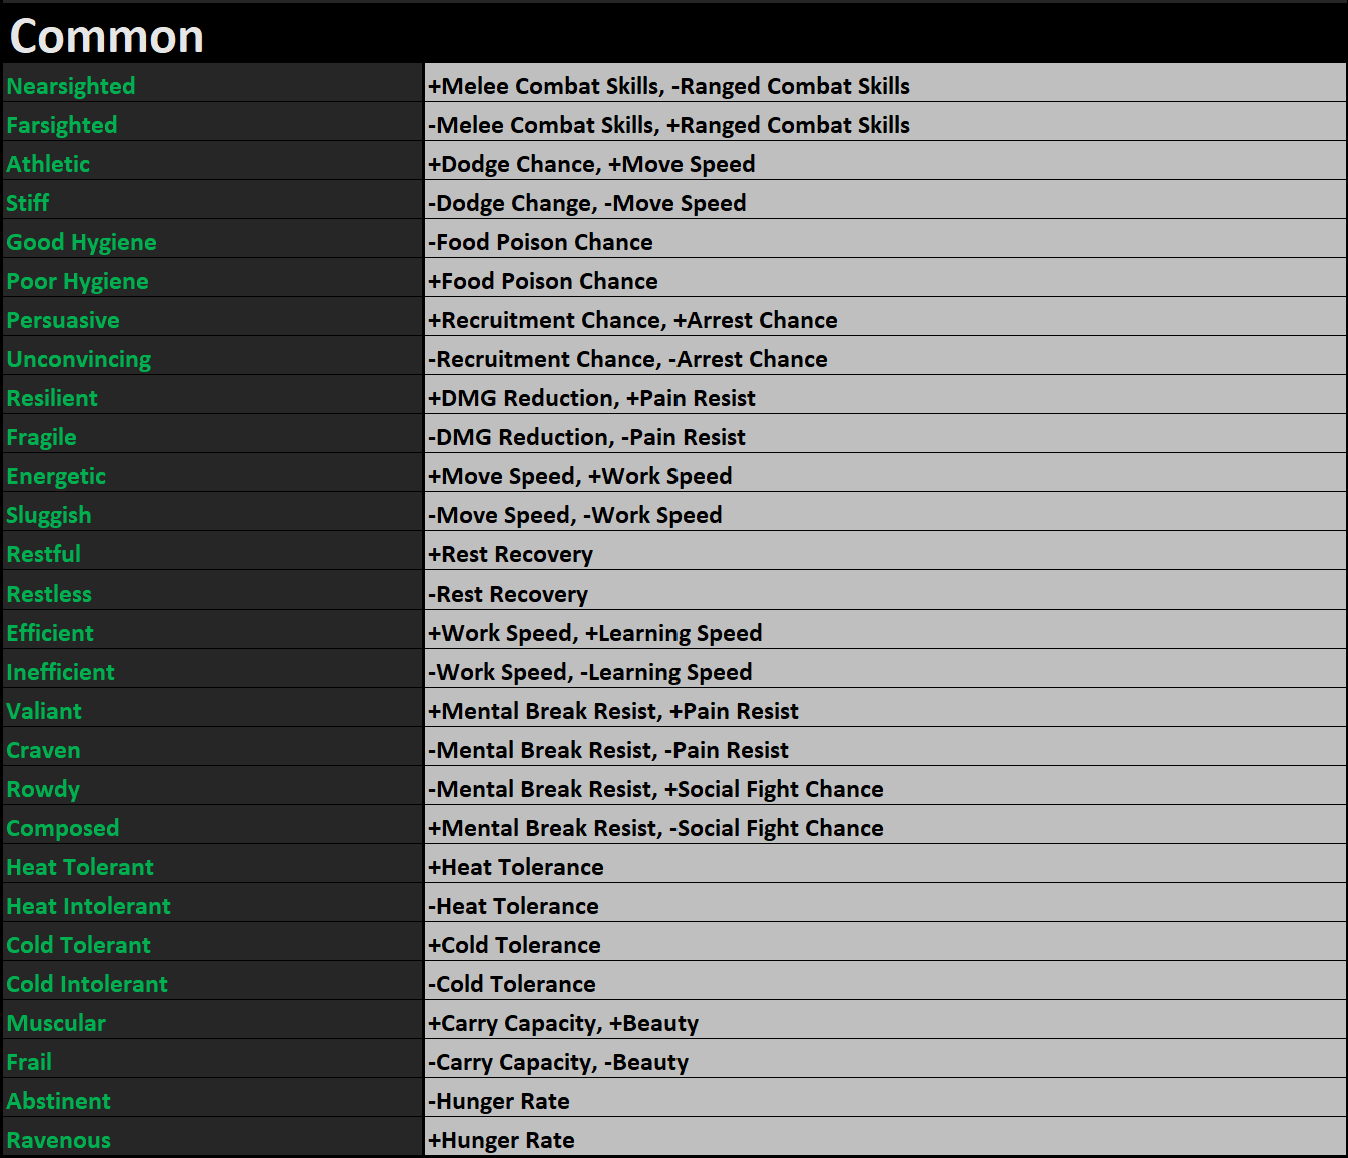 Common
Nearsighted +Melee Combat Skills, -Ranged Combat Skills
Farsighted -Melee Combat Skills, +Ranged Combat Skills
Athletic +Dodge Chance, +Move Speed
Stiff -Dodge Change, -Move Speed
Good Hygiene -Food Poison Chance
Poor Hygiene +Food Poison Chance
Persuasive +Recruitment Chance, +Arrest Chance
Unconvincing -Recruitment Chance, -Arrest Chance
Resilient +DMG Reduction, +Pain Resist
Fragile -DMG Reduction, -Pain Resist
Energetic +Move Speed, +Work Speed
Sluggish -Move Speed, -Work Speed
Restful +Rest Recovery
Restless -Rest Recovery
Efficient +Work Speed, +Learning Speed
Inefficient -Work Speed, -Learning Speed
Valiant +Mental Break Resist, +Pain Resist
Craven -Mental Break Resist, -Pain Resist
Rowdy -Mental Break Resist, +Social Fight Chance
Composed +Mental Break Resist, -Social Fight Chance
Heat Tolerant +Heat Tolerance
Heat Intolerant -Heat Tolerance
Cold Tolerant +Cold Tolerance
Cold Intolerant -Cold Tolerance
Muscular +Carry Capacity, +Beauty
Frail -Carry Capacity, -Beauty
Abstinent -Hunger Rate
Ravenous +Hunger Rate